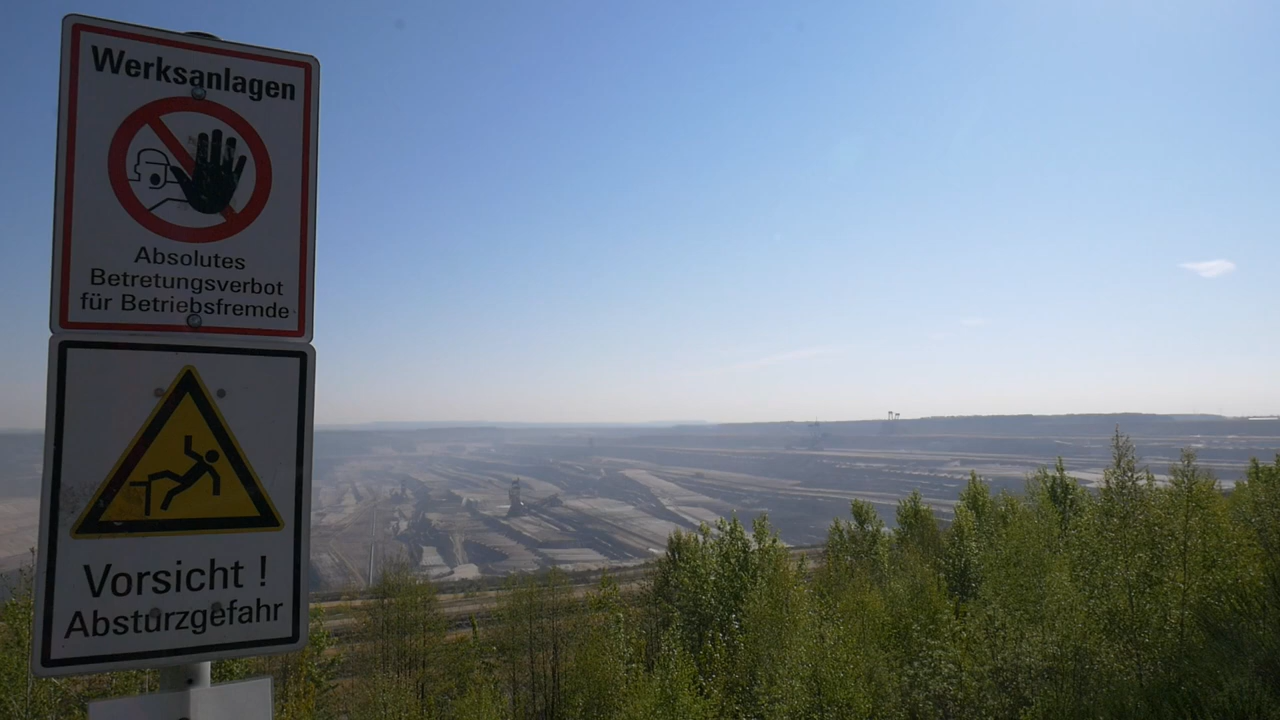 Werksanlagen
Absolutes
Betretungsverbot
für Betriebsfremde
Vorsicht !
Absturzgefahr